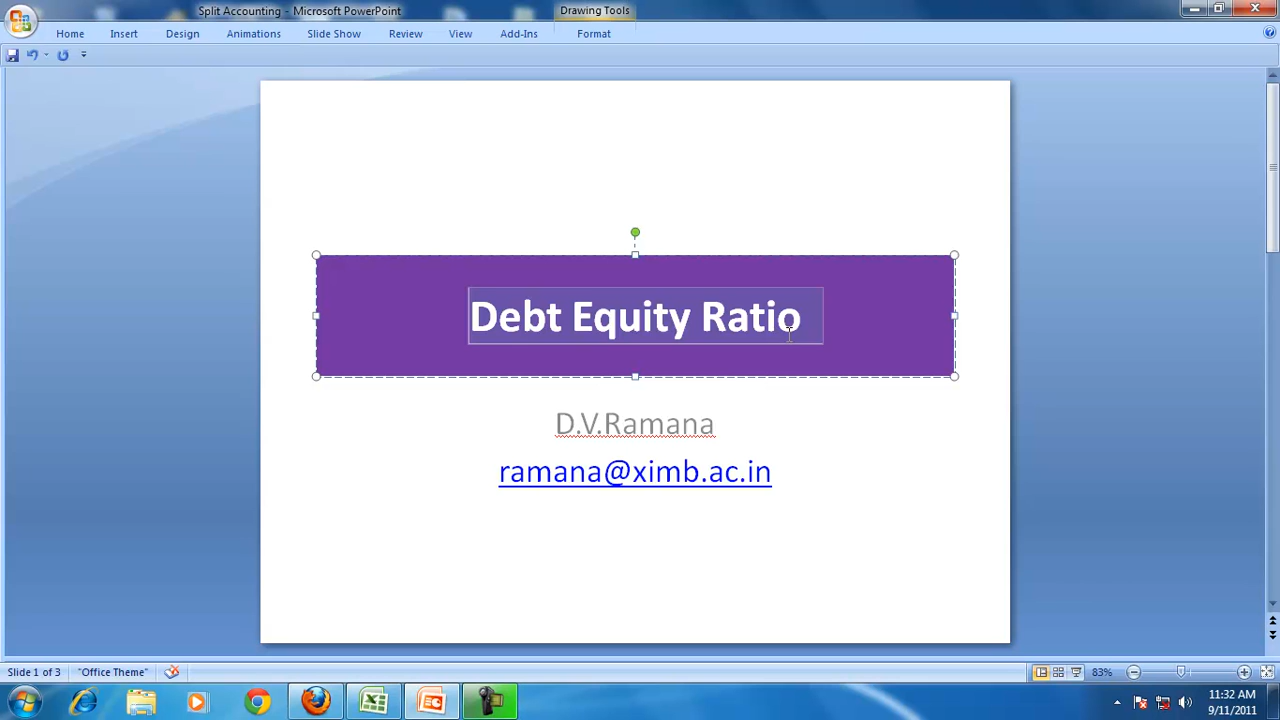 Split Accounting - Microsoft PowerPoint
Drawing Tools
Home Insert Design Animations Slide Show Review View Add-Ins Format
Debt Equity Ratio
D.V.Ramana
ramana@ximb.ac.in
Slide 1 of 3 "Office Theme" 83%
11:32 AM
9/11/2011